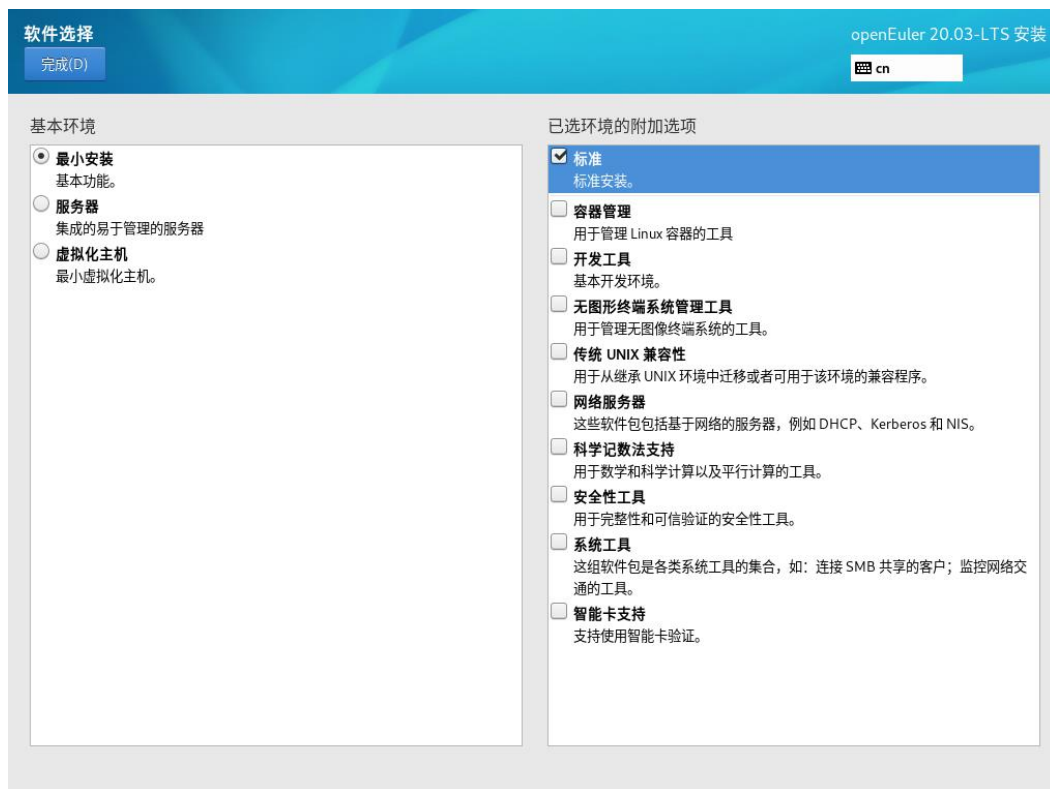 软件选择
openEuler 20.03-LTS 安装
完成(D)
cn
基本环境
已选环境的附加选项
最小安装
基本功能。
服务器
集成的易于管理的服务器
虚拟化主机
最小虚拟化主机。
标准
标准安装。
容器管理
用于管理 Linux 容器的工具
开发工具
基本开发环境。
无图形终端系统管理工具
用于管理无图像终端系统的工具。
传统 UNIX 兼容性
用于从继承 UNIX 环境中迁移或者可用于该环境的兼容程序。
网络服务器
这些软件包包括基于网络的服务器，例如 DHCP、Kerberos 和 NIS。
科学记数法支持
用于数学和科学计算以及平行计算的工具。
安全性工具
用于完整性和可信验证的安全性工具。
系统工具
这组软件包是各类系统工具的集合，如：连接 SMB 共享的客户；监控网络交
通的工具。
智能卡支持
支持使用智能卡验证。